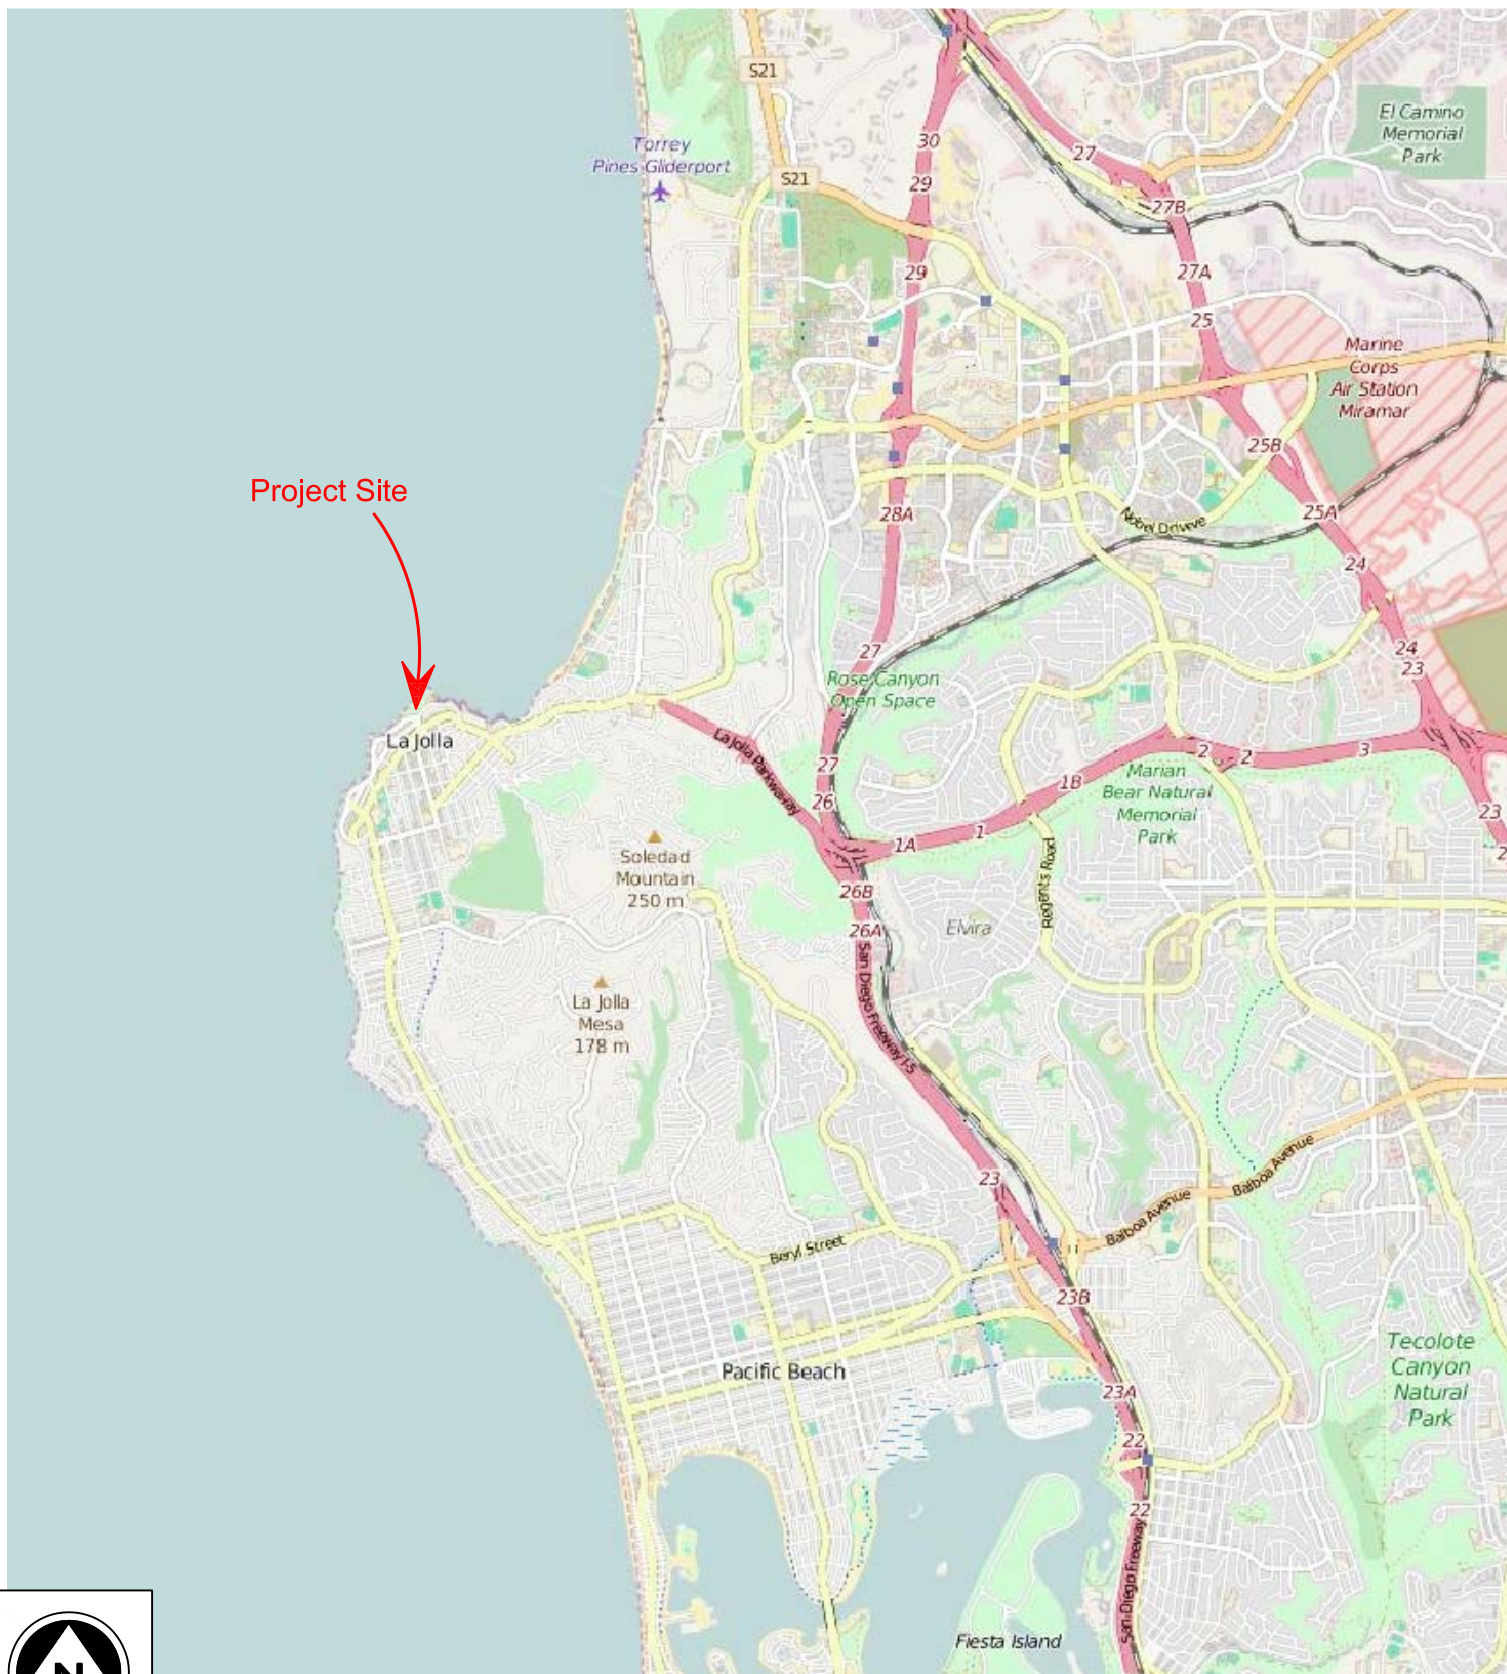 S21
30
27
El Camino
Memorial
Park
Torrey
Pines Gliderport
S21
29
27B
29
27A
25
Marine
Corps
Air Station
Miramar
25B
Project Site
28A
Nobel Driveve
25A
24
27
24
23
Rose Canyon
Open Space
La Jolla
La Jolla Parkwayay
27
26
2
2
3
1B
Marian
Bear Natural
Memorial
Park
23
2
1A
1
Soledad
Mountain
250 m
Regents Road
26B
26A
Elvira
San Diego Freeway I-5
La Jolla
Mesa
178 m
23
Balboa Avenue
Balboa Avenue
Beryl Street
23B
Tecolote
Canyon
Natural
Park
Pacific Beach
23A
22
22
San Diego Freeway
Fiesta Island
N